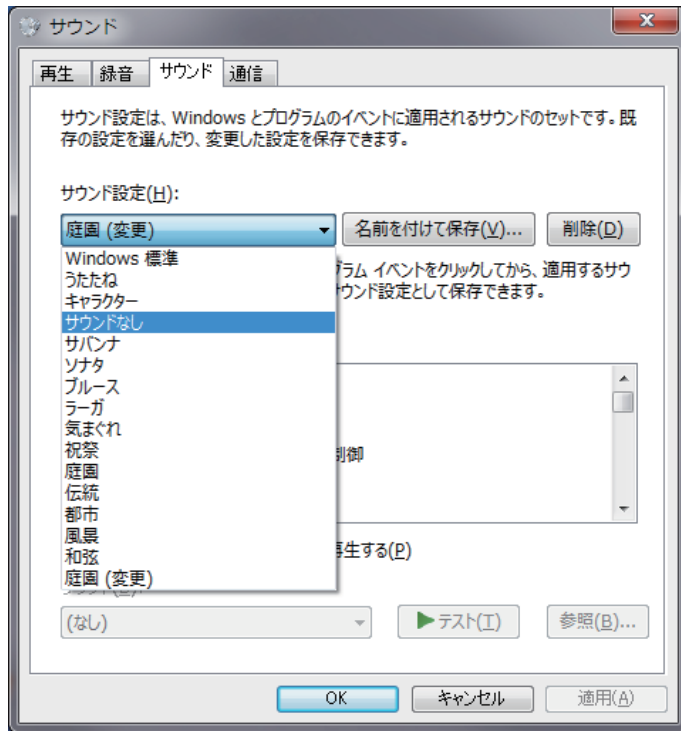 サウンド
再生 録音 サウンド 通信
サウンド設定は、Windows とプログラムのイベントに適用されるサウンドのセットです。既
存の設定を選んだり、変更した設定を保存できます。
サウンド設定(H):
庭園 (変更) 名前を付けて保存(V)... 削除(D)
Windows 標準
うたたね
キャラクター
サウンドなし
サバンナ
ソナタ
ブルース
ラーガ
気まぐれ
祝祭
庭園
伝統
都市
風景
和弦
庭園 (変更)
グラム イベントをクリックしてから、適用するサウ
サウンド設定として保存できます。
制御
再生する(P)
(なし) テスト(T) 参照(B)...
OK キャンセル 適用(A)